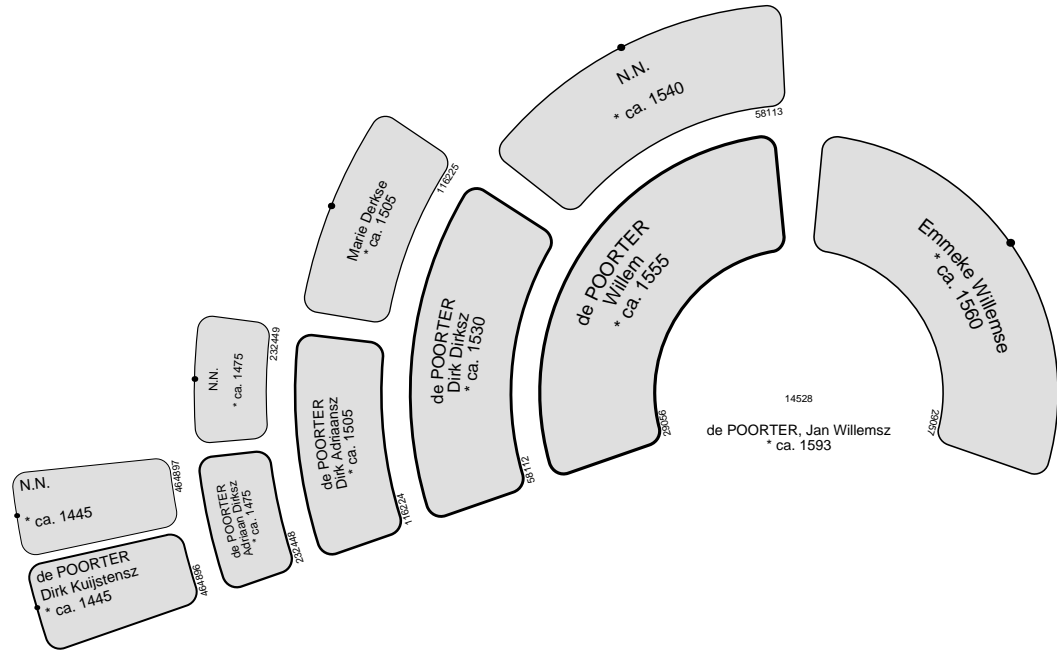 N.N.
* ca. 1540
58113
Marie Derkse
* ca. 1505
116225
de POORTER
Willem
* ca. 1555
29056
Emmeke Willemse
* ca. 1560
29057
de POORTER
Dirk Dirksz
* ca. 1530
58112
N.N.
* ca. 1475
232449
de POORTER
Dirk Adriaansz
* ca. 1505
116224
14528
de POORTER, Jan Willemsz
* ca. 1593
N.N.
* ca. 1445
464897
de POORTER
Adriaan Dirksz
* ca. 1475
232448
de POORTER
Dirk Kuijstensz
* ca. 1445
464896